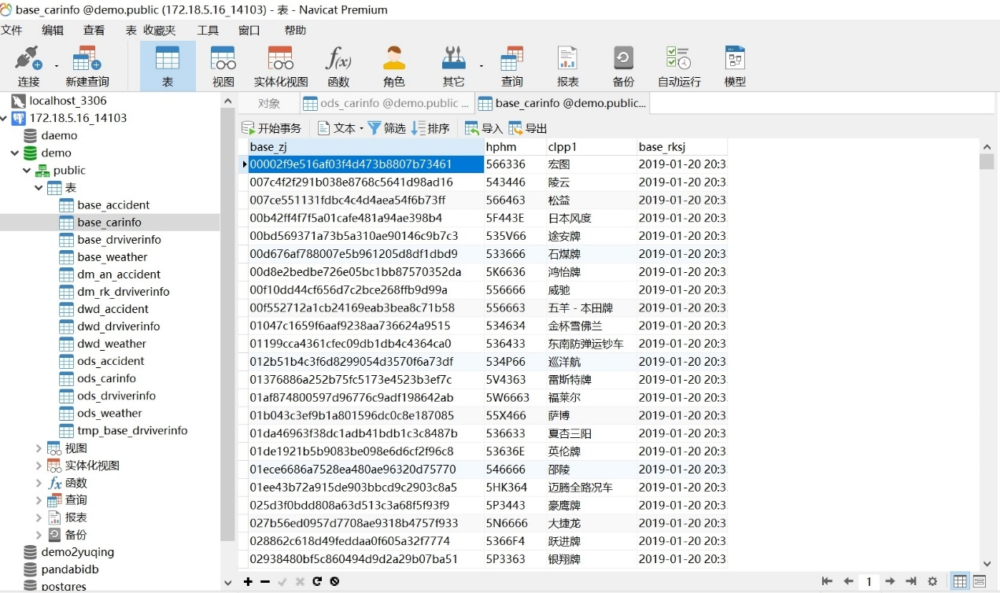 base_carinfo @demo.public (172.18.5.16_14103) - 表 - Navicat Premium
文件 编辑 查看 表 收藏夹 工具 窗口 帮助
连接 新建查询 表 视图 实体化视图 函数 角色 其它 查询 报表 备份 自动运行 模型
localhost_3306
172.18.5.16_14103
daemo
demo
public
表
base_accident
base_carinfo
base_drviverinfo
base_weather
dm_an_accident
dm_rk_drviverinfo
dwd_accident
dwd_drviverinfo
dwd_weather
ods_accident
ods_carinfo
ods_drviverinfo
ods_weather
tmp_base_drviverinfo
视图
实体化视图
函数
查询
报表
备份
demo2yuqing
pandabidb
postgres
对象 ods_carinfo @demo.public ... base_carinfo @demo.public...
开始事务 文本 筛选 排序 导入 导出
base_zj hphm clpp1 base_rksj
00002f9e516af03f4d473b8807b73461 566336 宏图 2019-01-20 20:3
007c4f2f291b038e8768c5641d98ad16 543446 陵云 2019-01-20 20:3
007ce551131fdbc4c4d4aea54f6b73ff 566463 松益 2019-01-20 20:3
00b42ff4f7f5a01cafe481a94ae398b4 5F443E 日本风度 2019-01-20 20:3
00bd569371a73b5a310ae90146c9b7c3 535V66 途安牌 2019-01-20 20:3
00d676af788007e5b961205d8df1dbd9 533666 石煤牌 2019-01-20 20:3
00d8e2bedbe726e05bc1bb87570352da 5K6636 鸿怡牌 2019-01-20 20:3
00f10dd44cf656d7c2bce268ffb9d99a 556666 威驰 2019-01-20 20:3
00f552712a1cb24169eab3bea8c71b58 556663 五羊－本田牌 2019-01-20 20:3
01047c1659f6aaf9238aa736624a9515 534634 金杯雪佛兰 2019-01-20 20:3
01199cca4361cfec09db1db4c4364ca0 536433 东南防弹运钞车 2019-01-20 20:3
012b51b4c3f6d8299054d3570f6a73df 534P66 巡洋航 2019-01-20 20:3
01376886a252b75fc5173e4523b3ef7c 5V4363 雷斯特牌 2019-01-20 20:3
01af874800597d96776c9adf198642ab 5W6663 福莱尔 2019-01-20 20:3
01b043c3ef9b1a801596dc0c8e187085 55X466 萨博 2019-01-20 20:3
01da46963f38dc1adb41bdb1c3c8487b 536633 夏杏三阳 2019-01-20 20:3
01de1921b5b9083be098e6d6cf2f96c8 53636E 英伦牌 2019-01-20 20:3
01ece6686a7528ea480ae96320d75770 546666 邵陵 2019-01-20 20:3
01ee43b72a915de903bbcd9c2903c8a5 5HK364 迈腾全路况车 2019-01-20 20:3
025d3f0bdd808a63d513c3a68f5f93f9 5P3443 豪鹰牌 2019-01-20 20:3
027b56ed0957d7708ae9318b4757f933 5N6666 大捷龙 2019-01-20 20:3
028862c618d49feddaa0f605a32f7774 5366F4 跃进牌 2019-01-20 20:3
02938480bf5c860494d9d2a29b07ba51 5P3363 银翔牌 2019-01-20 20:3
1